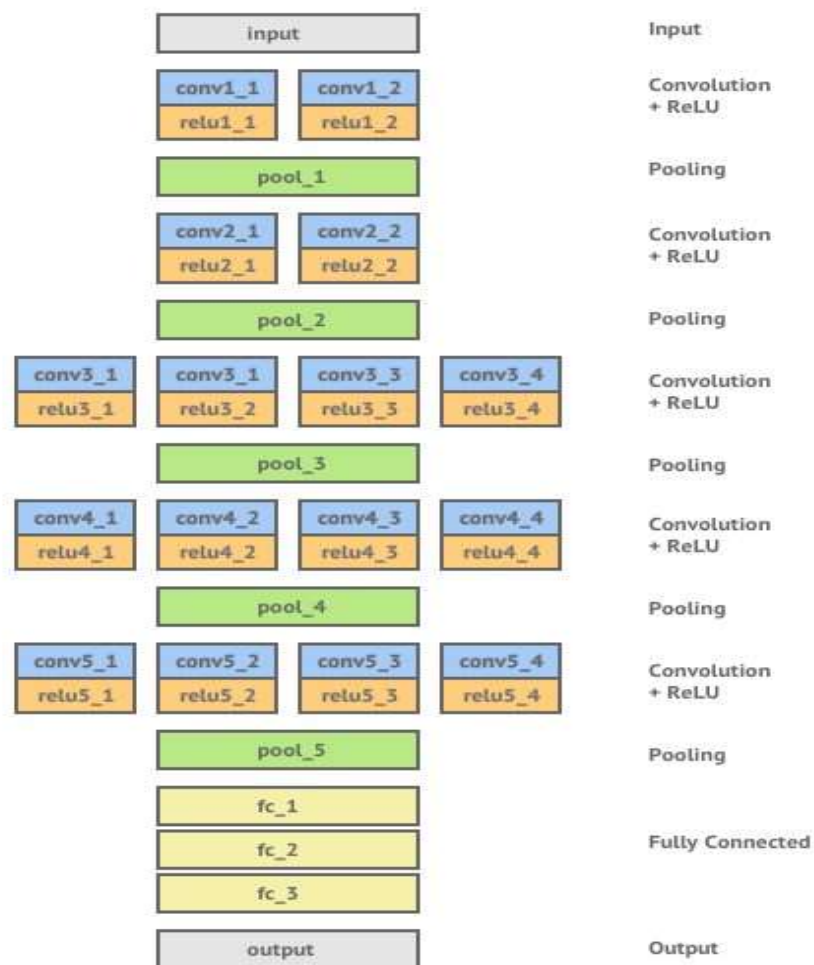 input Input
conv1_1 conv1_2 Convolution
relu1_1 relu1_2 + ReLU
pool_1 Pooling
conv2_1 conv2_2 Convolution
relu2_1 relu2_2 + ReLU
pool_2 Pooling
conv3_1 conv3_1 conv3_3 conv3_4 Convolution
relu3_1 relu3_2 relu3_3 relu3_4 + ReLU
pool_3 Pooling
conv4_1 conv4_2 conv4_3 conv4_4 Convolution
relu4_1 relu4_2 relu4_3 relu4_4 + ReLU
pool_4 Pooling
conv5_1 conv5_2 conv5_3 conv5_4 Convolution
relu5_1 relu5_2 relu5_3 relu5_4 + ReLU
pool_5 Pooling
fc_1
fc_2 Fully Connected
fc_3
output Output